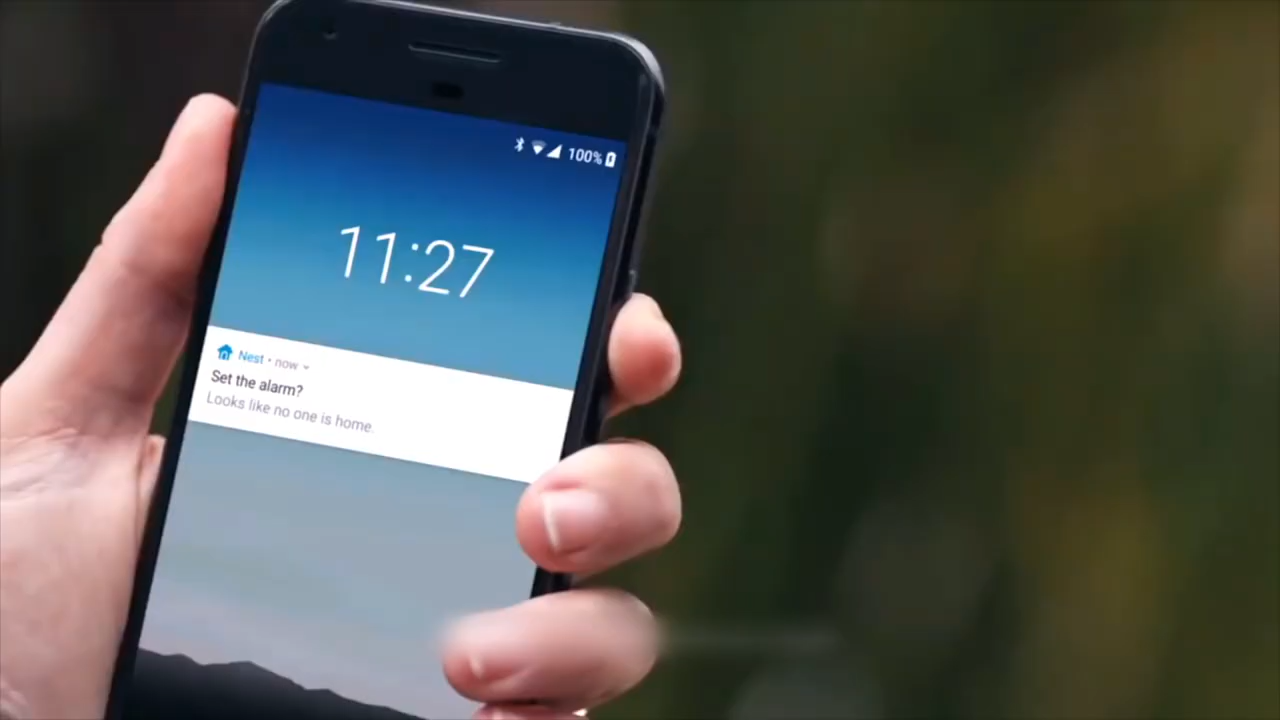 100%
11:27
Nest • now
Set the alarm?
Looks like no one is home.